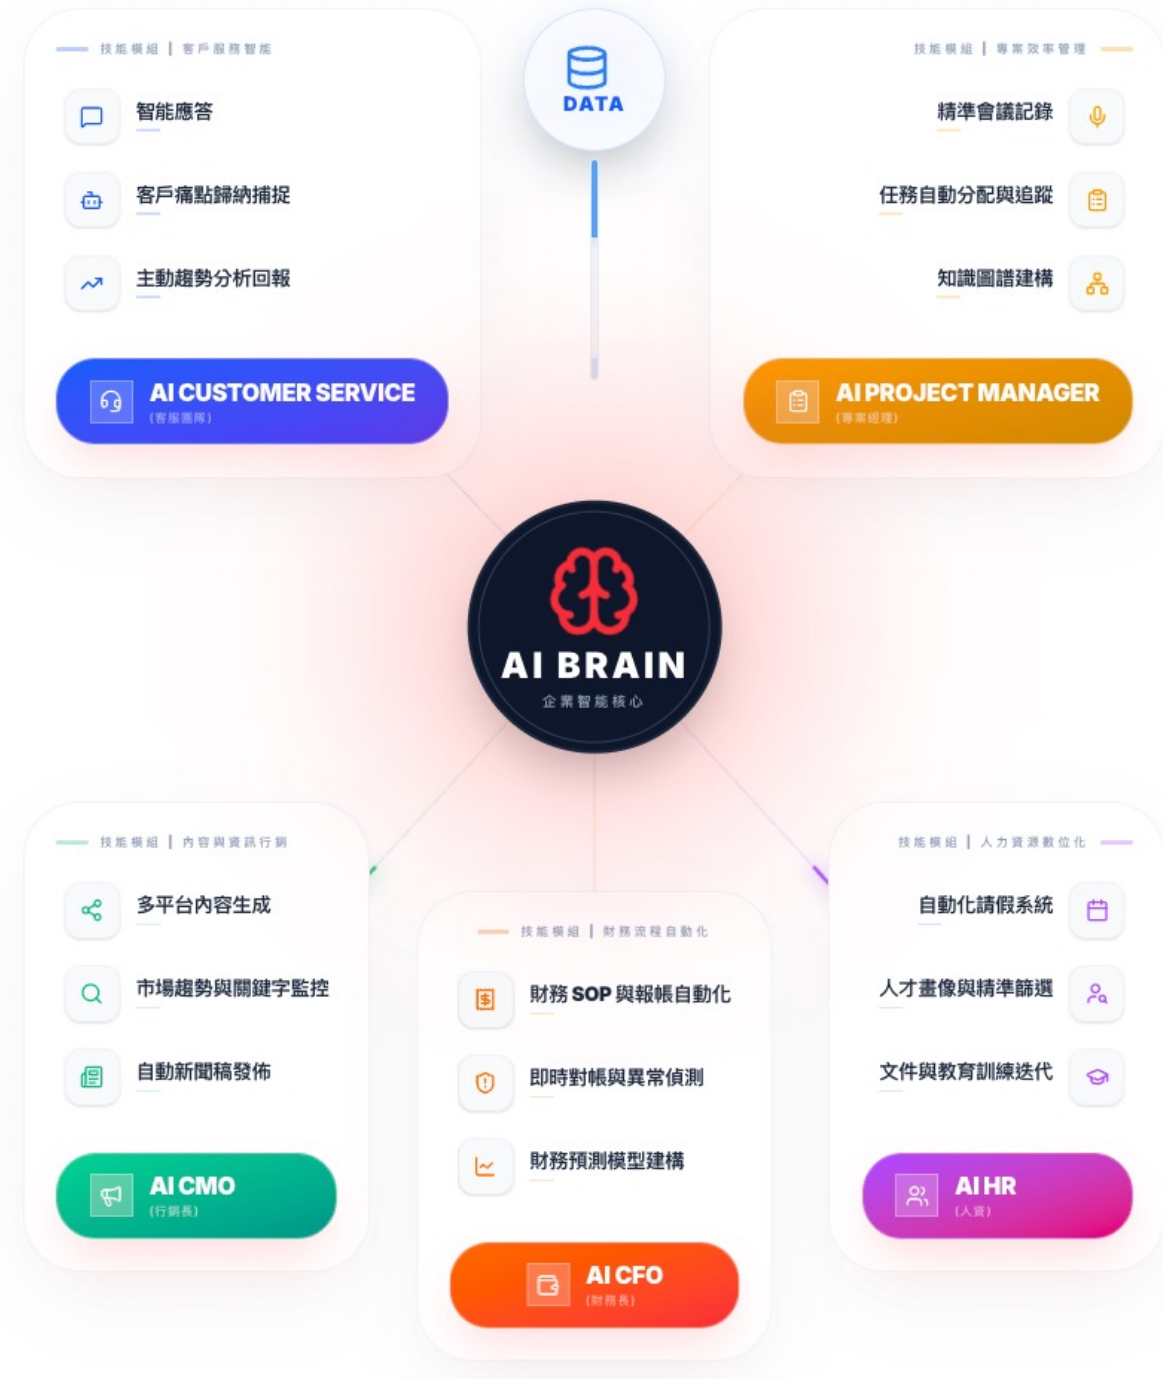 技能模組 | 客戶服務智能
智能應答
客戶痛點歸納捕捉
主動趨勢分析回報
AI CUSTOMER SERVICE
(客服團隊)
DATA
技能模組 | 專案效率管理
精準會議記錄
任務自動分配與追蹤
知識圖譜建構
AI PROJECT MANAGER
(專案經理)
AI BRAIN
企業智能核心
技能模組 | 內容與資訊行銷
多平台內容生成
市場趨勢與關鍵字監控
自動新聞稿發佈
AI CMO
(行銷長)
技能模組 | 財務流程自動化
財務 SOP 與報帳自動化
即時對帳與異常偵測
財務預測模型建構
AI CFO
(財務長)
技能模組 | 人力資源數位化
自動化請假系統
人才畫像與精準篩選
文件與教育訓練迭代
AI HR
(人資)